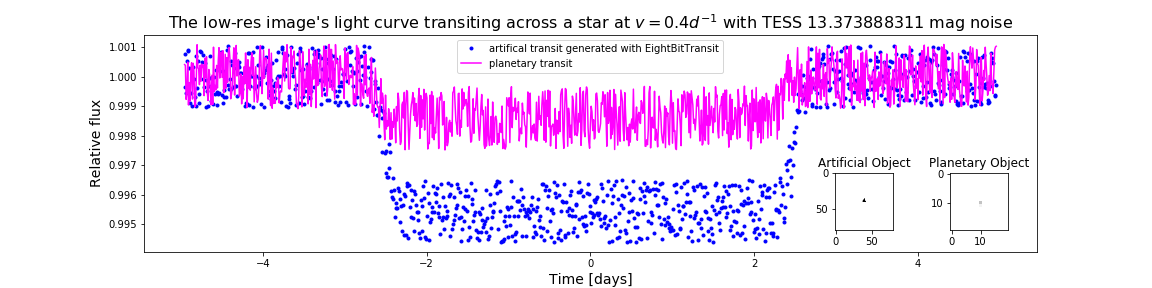 The low-res image's light curve transiting across a star at v = 0.4d⁻¹ with TESS 13.373888311 mag noise
artifical transit generated with EightBitTransit
planetary transit
Relative flux
1.001
1.000
0.999
0.998
0.997
0.996
0.995
Artificial Object
0
50
0 50
Planetary Object
0
10
0 10
−4 −2 0 2 4
Time [days]